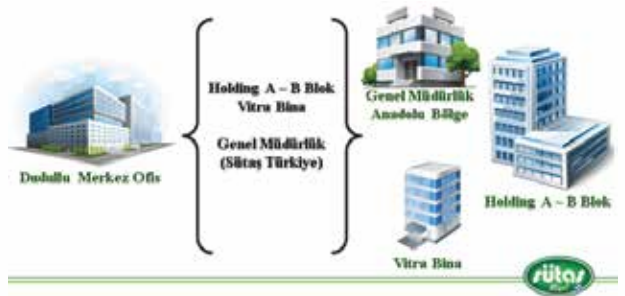 Dudullu Merkez Ofis
Holding A – B Blok
Vitra Bina
Genel Müdürlük
(Sütaş Türkiye)
Genel Müdürlük
Anadolu Bölge
Holding A – B Blok
Vitra Bina
sütaş